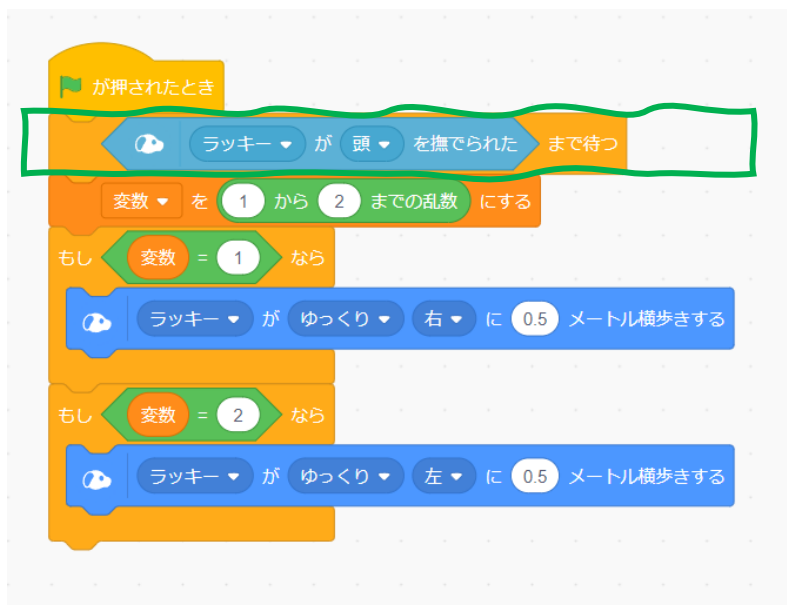 が押されたとき
ラッキー が 頭 を撫でられた まで待つ
変数 を 1 から 2 までの乱数 にする
もし 変数 = 1 なら
ラッキー が ゆっくり 右 に 0.5 メートル横歩きする
もし 変数 = 2 なら
ラッキー が ゆっくり 左 に 0.5 メートル横歩きする